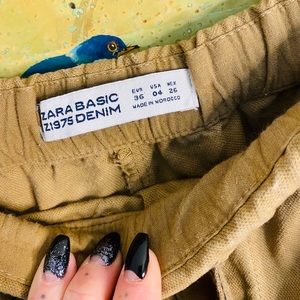 ZARA BASIC
Z1975 DENIM
EUR USA MEX
36 04 26
MADE IN MOROCCO